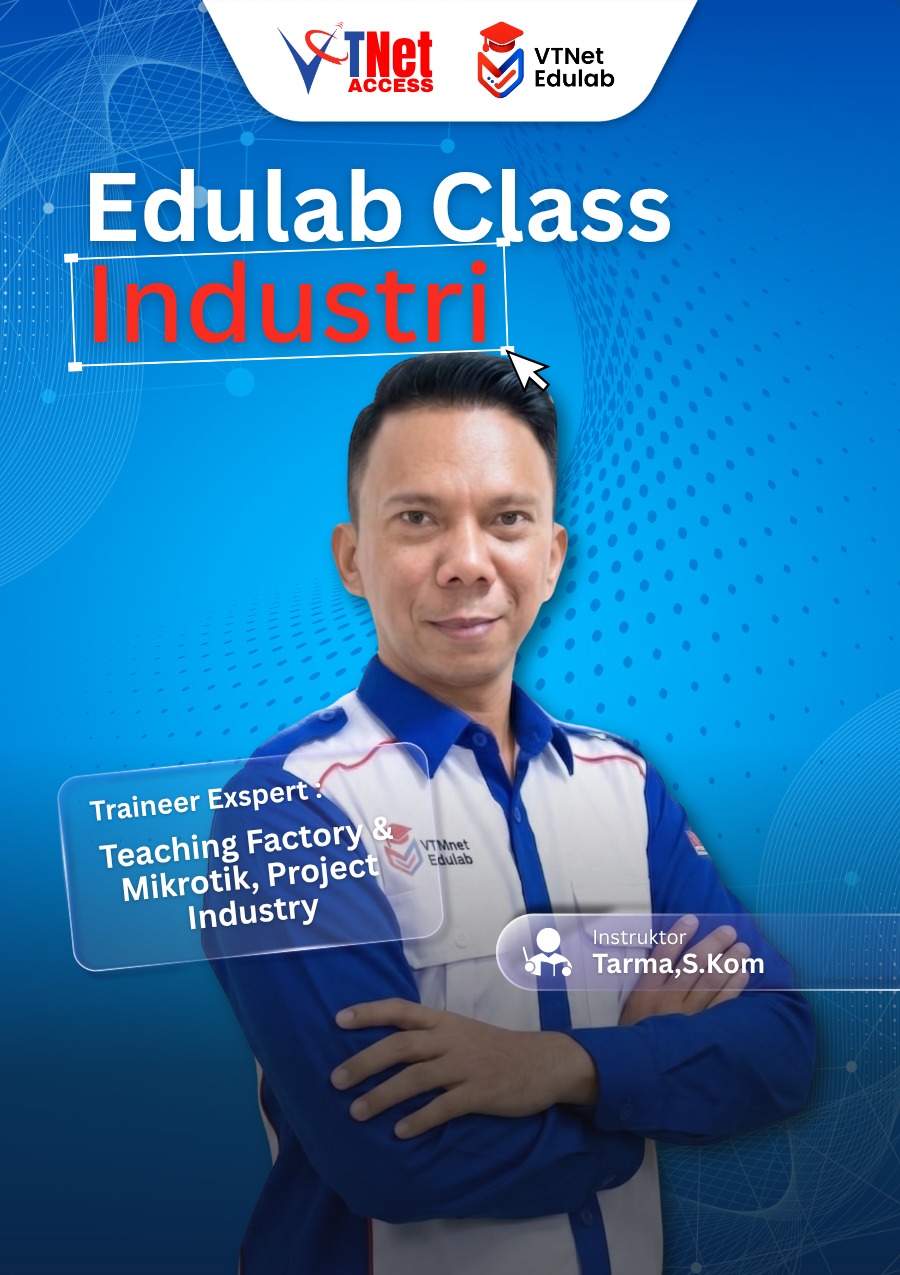 VTNet
ACCESS
VTNet
Edulab
Edulab Class
Industri
Traineer Exspert :
Teaching Factory &
Mikrotik, Project
Industry
VTMnet
Edulab
Instruktor
Tarma,S.Kom